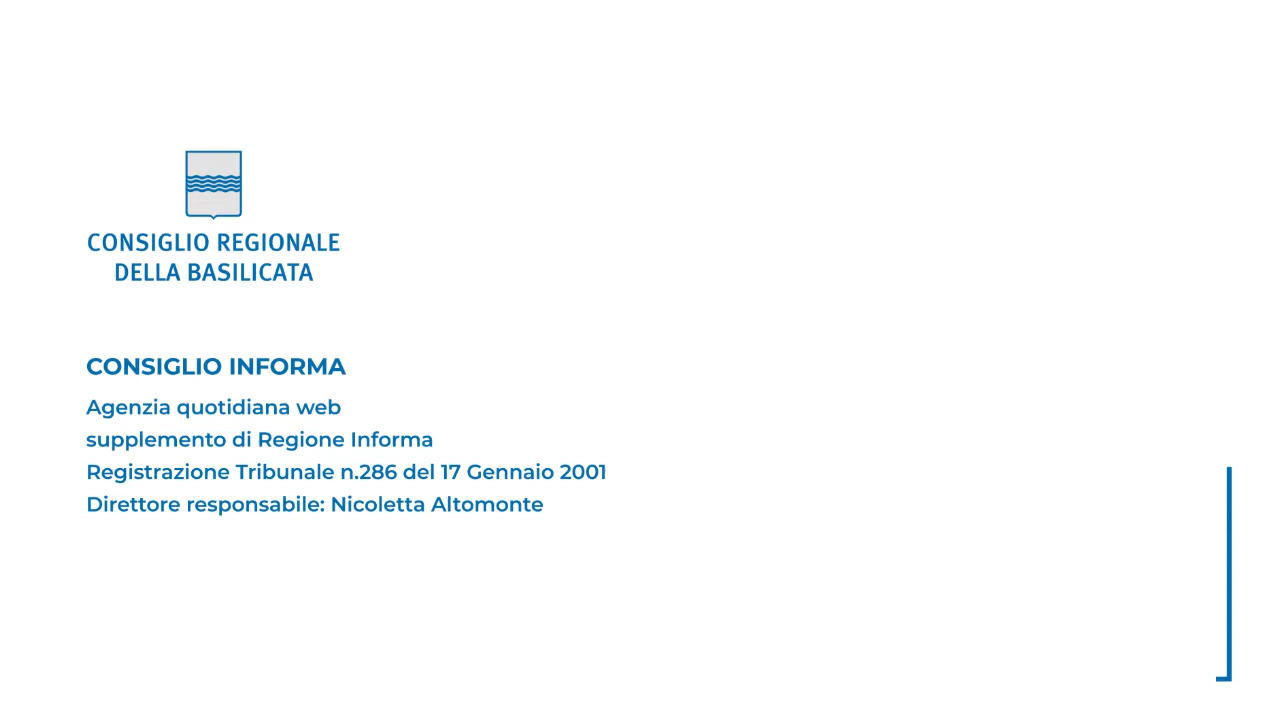 CONSIGLIO REGIONALE
DELLA BASILICATA
CONSIGLIO INFORMA
Agenzia quotidiana web
supplemento di Regione Informa
Registrazione Tribunale n.286 del 17 Gennaio 2001
Direttore responsabile: Nicoletta Altomonte